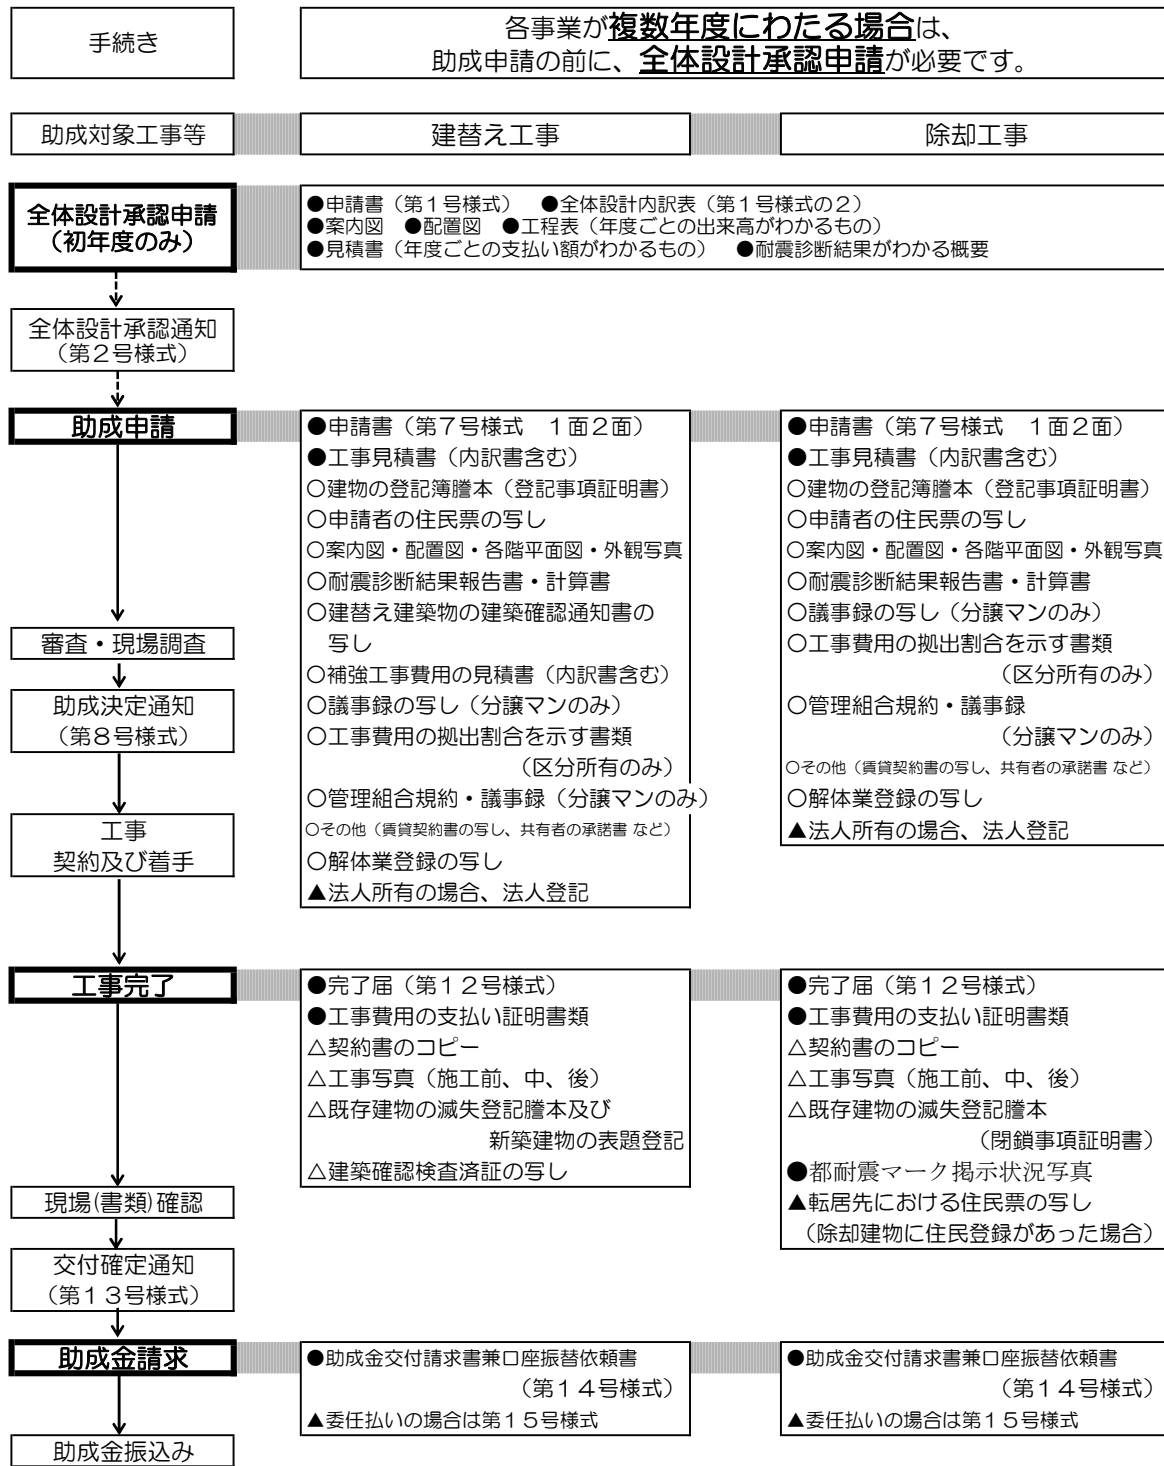 手続き
各事業が複数年度にわたる場合は、
助成申請の前に、全体設計承認申請が必要です。
助成対象工事等
建替え工事
除却工事
全体設計承認申請
（初年度のみ）
●申請書（第１号様式） ●全体設計内訳表（第１号様式の２）
●案内図 ●配置図 ●工程表（年度ごとの出来高がわかるもの）
●見積書（年度ごとの支払い額がわかるもの） ●耐震診断結果がわかる概要
全体設計承認通知
（第２号様式）
助成申請
●申請書（第７号様式　１面２面）
●工事見積書（内訳書含む）
○建物の登記簿謄本（登記事項証明書）
○申請者の住民票の写し
○案内図・配置図・各階平面図・外観写真
○耐震診断結果報告書・計算書
○建替え建築物の建築確認通知書の
写し
○補強工事費用の見積書（内訳書含む）
○議事録の写し（分譲マンのみ）
○工事費用の拠出割合を示す書類
（区分所有のみ）
○管理組合規約・議事録（分譲マンのみ）
○その他（賃貸契約書の写し、共有者の承諾書 など）
○解体業登録の写し
▲法人所有の場合、法人登記
●申請書（第７号様式　１面２面）
●工事見積書（内訳書含む）
○建物の登記簿謄本（登記事項証明書）
○申請者の住民票の写し
○案内図・配置図・各階平面図・外観写真
○耐震診断結果報告書・計算書
○議事録の写し（分譲マンのみ）
○工事費用の拠出割合を示す書類
（区分所有のみ）
○管理組合規約・議事録
（分譲マンのみ）
○その他（賃貸契約書の写し、共有者の承諾書 など）
○解体業登録の写し
▲法人所有の場合、法人登記
審査・現場調査
助成決定通知
（第８号様式）
工事
契約及び着手
工事完了
●完了届（第１２号様式）
●工事費用の支払い証明書類
△契約書のコピー
△工事写真（施工前、中、後）
△既存建物の滅失登記謄本及び
新築建物の表題登記
△建築確認検査済証の写し
●完了届（第１２号様式）
●工事費用の支払い証明書類
△契約書のコピー
△工事写真（施工前、中、後）
△既存建物の滅失登記謄本
（閉鎖事項証明書）
●都耐震マーク掲示状況写真
▲転居先における住民票の写し
（除却建物に住民登録があった場合）
現場(書類)確認
交付確定通知
（第１３号様式）
助成金請求
●助成金交付請求書兼口座振替依頼書
（第１４号様式）
▲委任払いの場合は第１５号様式
●助成金交付請求書兼口座振替依頼書
（第１４号様式）
▲委任払いの場合は第１５号様式
助成金振込み